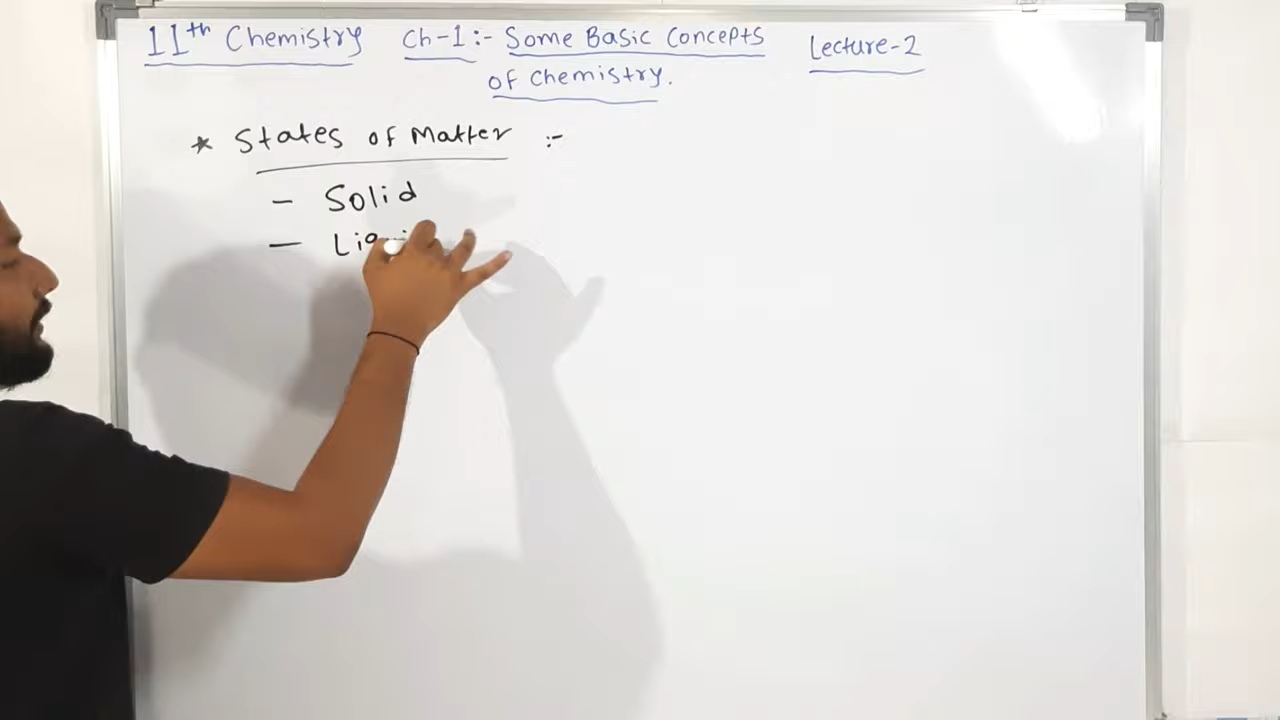 11th Chemistry Ch-1:- Some Basic Concepts Lecture-2
of Chemistry.
* States of Matter :-
- Solid
-